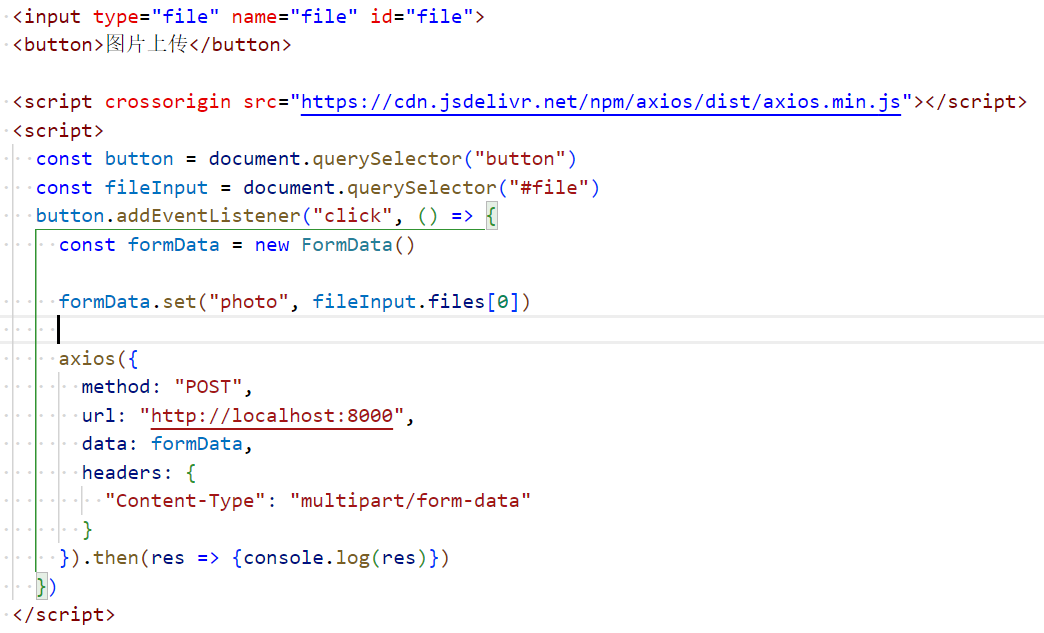 <input type="file" name="file" id="file">
<button>图片上传</button>
<script crossorigin src="https://cdn.jsdelivr.net/npm/axios/dist/axios.min.js"></script>
<script>
const button = document.querySelector("button")
const fileInput = document.querySelector("#file")
button.addEventListener("click", () => {
const formData = new FormData()
formData.set("photo", fileInput.files[0])
axios({
method: "POST",
url: "http://localhost:8000",
data: formData,
headers: {
"Content-Type": "multipart/form-data"
}
}).then(res => {console.log(res)})
})
</script>